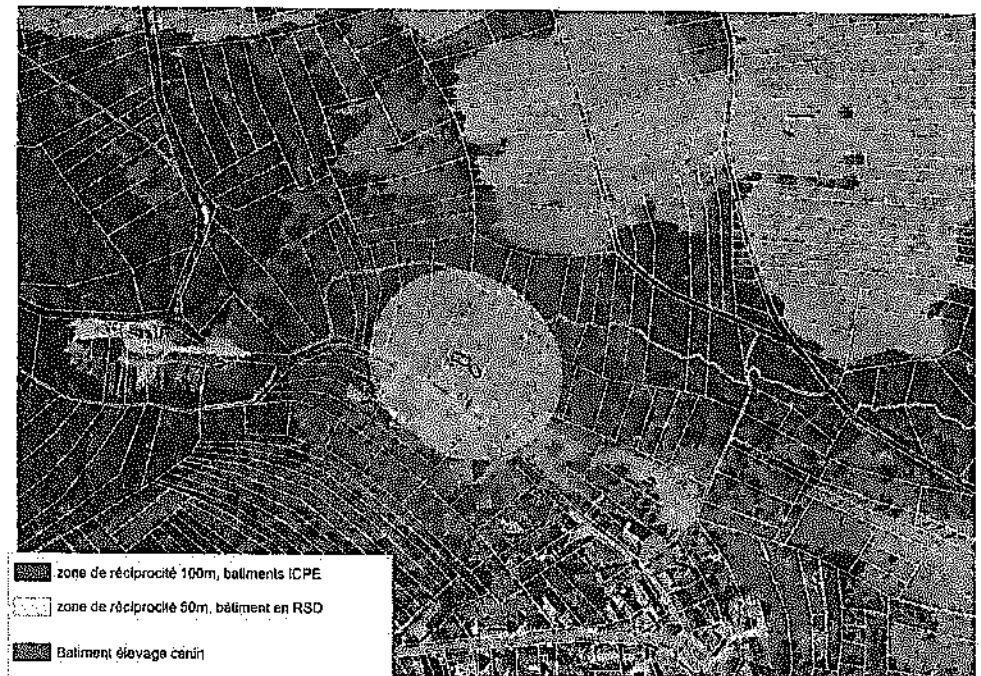 zone de réciprocité 100m, batiments ICPE
zone de réciprocité 50m, bâtiment en RSD
Batiment élevage canin